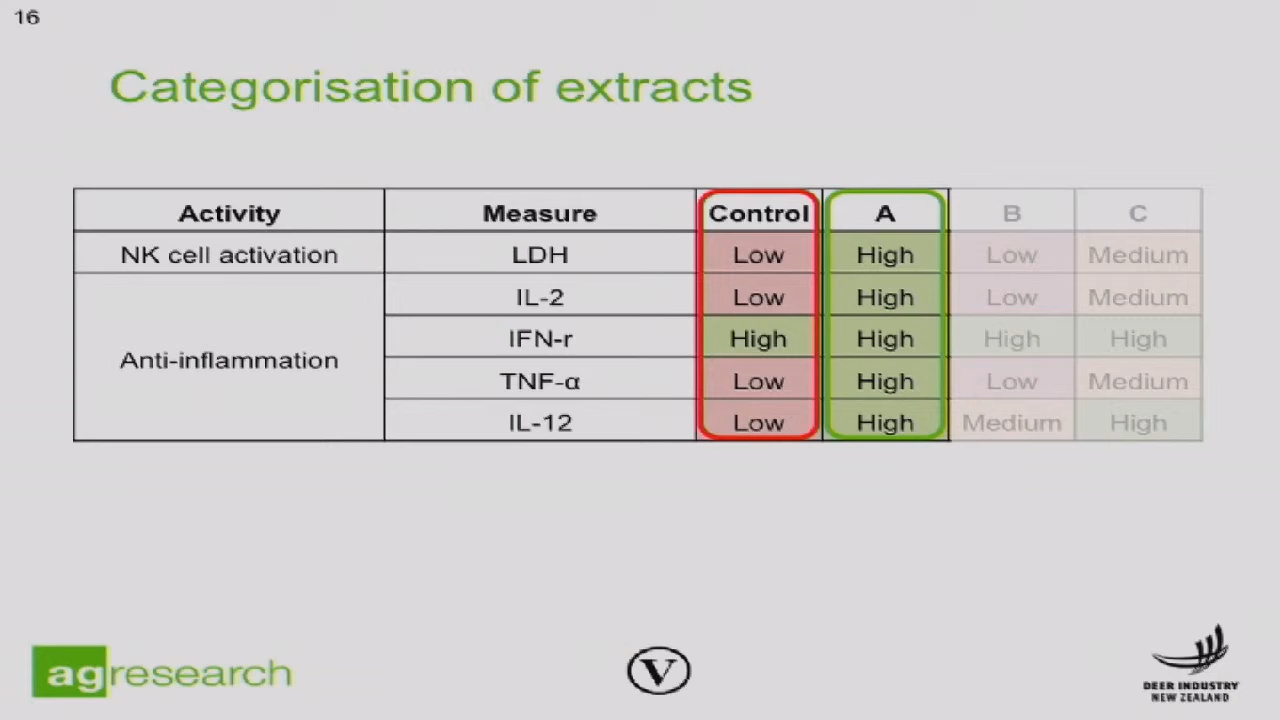 16
Categorisation of extracts
Activity Measure Control A B C
NK cell activation LDH Low High Low Medium
Anti-inflammation
IL-2 Low High Low Medium
IFN-r High High High High
TNF-α Low High Low Medium
IL-12 Low High Medium High
agresearch
V
DEER INDUSTRY
NEW ZEALAND